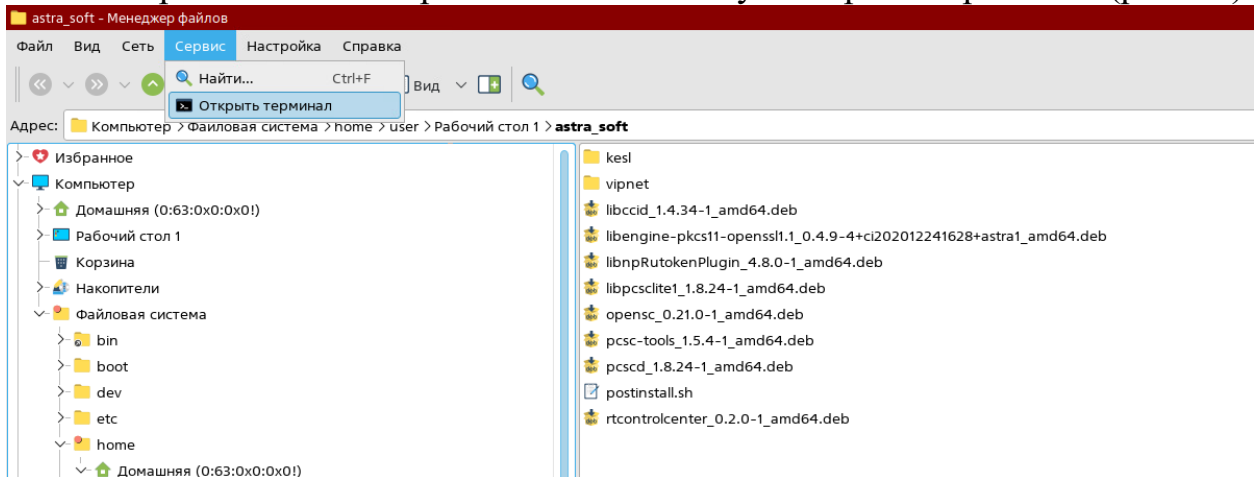 astra_soft - Менеджер файлов
Файл Вид Сеть Сервис Настройка Справка
Найти... Ctrl+F
Вид
Открыть терминал
Адрес: Компьютер > Файловая система > home > user > Рабочий стол 1 > astra_soft
Избранное
Компьютер
Домашняя (0:63:0x0:0x0!)
Рабочий стол 1
Корзина
Накопители
Файловая система
bin
boot
dev
etc
home
Домашняя (0:63:0x0:0x0!)
kesl
vipnet
libccid_1.4.34-1_amd64.deb
libengine-pkcs11-openssl1.1_0.4.9-4+ci202012241628+astra1_amd64.deb
libnpRutokenPlugin_4.8.0-1_amd64.deb
libpcsclite1_1.8.24-1_amd64.deb
opensc_0.21.0-1_amd64.deb
pcsc-tools_1.5.4-1_amd64.deb
pcscd_1.8.24-1_amd64.deb
postinstall.sh
rtcontrolcenter_0.2.0-1_amd64.deb